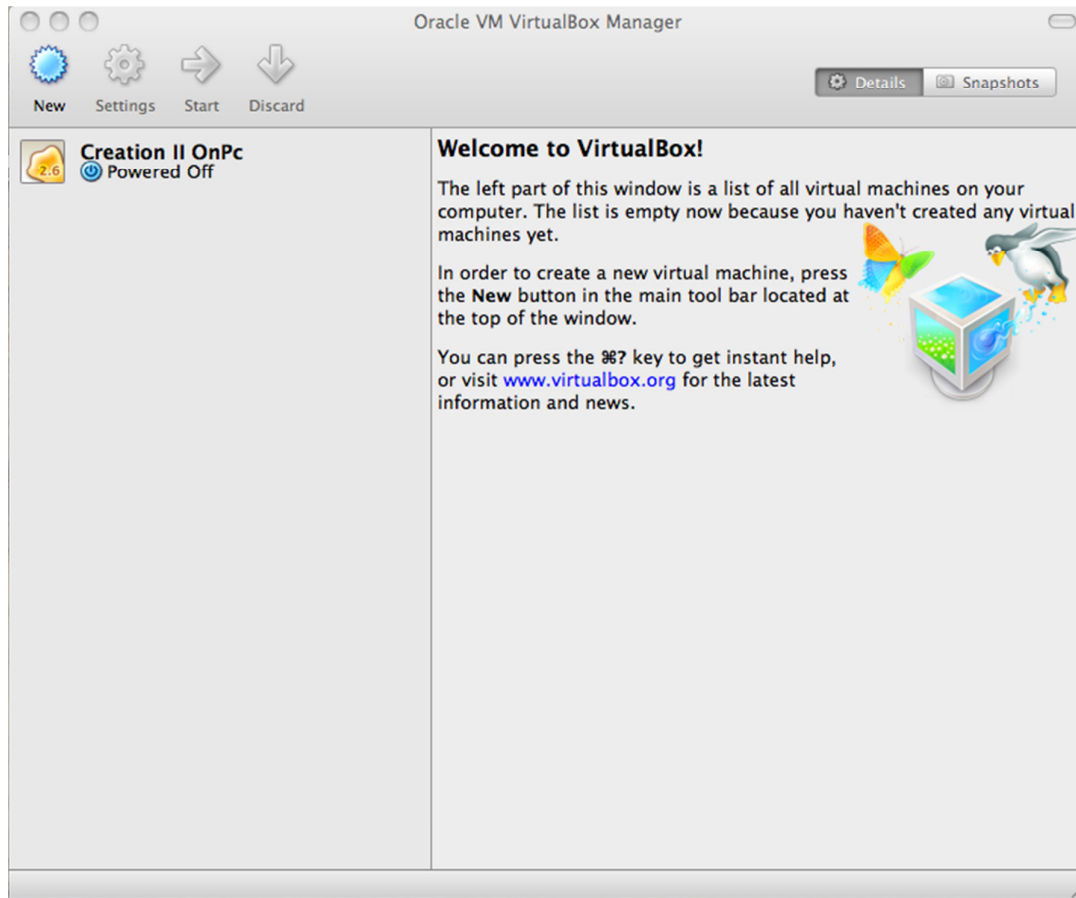 Oracle VM VirtualBox Manager
New Settings Start Discard
Details Snapshots
2.6
Creation II OnPc
Powered Off
Welcome to VirtualBox!
The left part of this window is a list of all virtual machines on your
computer. The list is empty now because you haven't created any virtual
machines yet.
In order to create a new virtual machine, press
the New button in the main tool bar located at
the top of the window.
You can press the ⌘? key to get instant help,
or visit www.virtualbox.org for the latest
information and news.